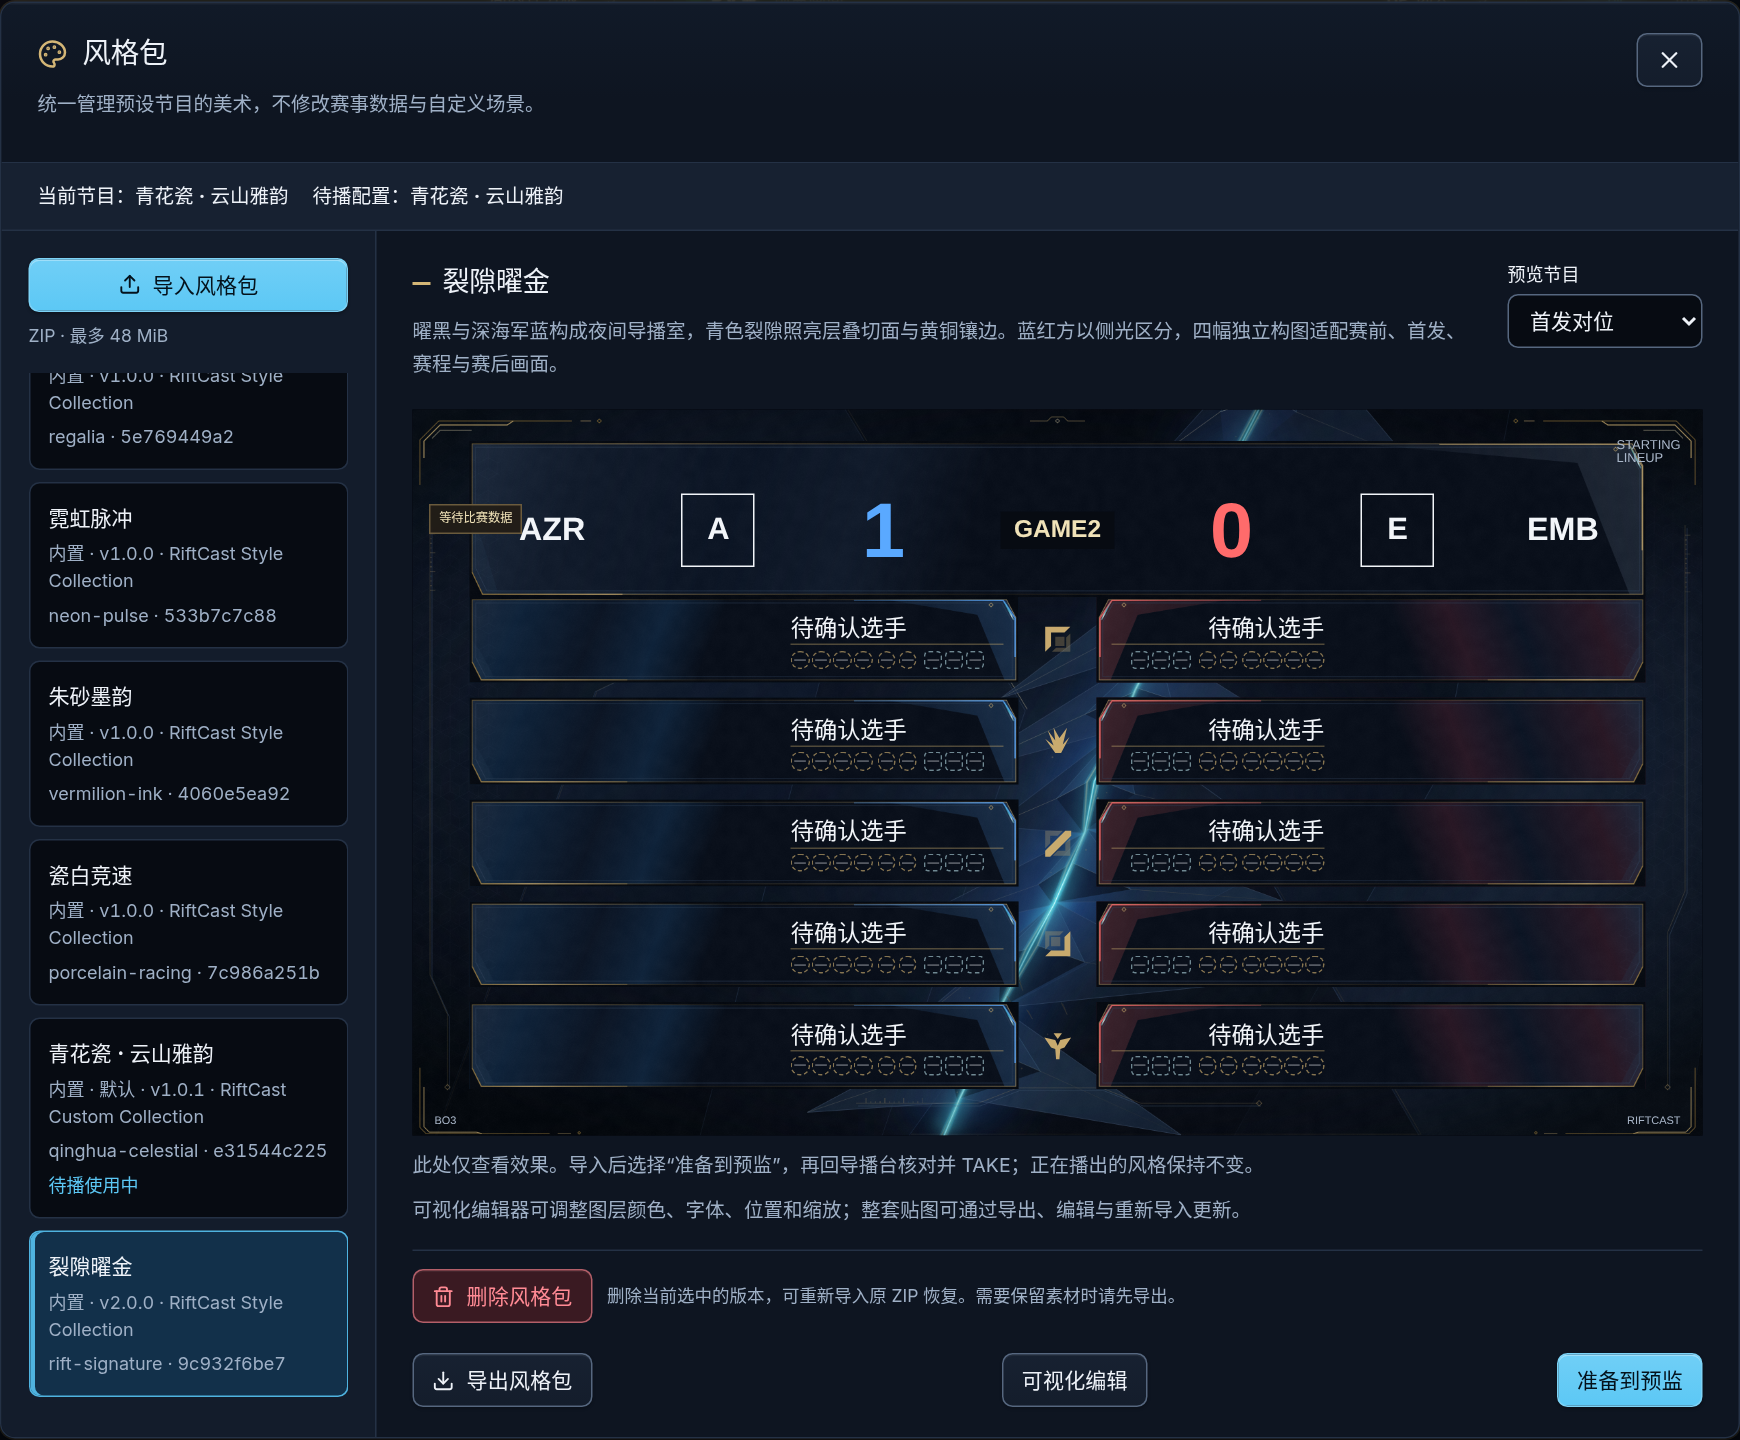 风格包
统一管理预设节目的美术，不修改赛事数据与自定义场景。
当前节目：青花瓷 · 云山雅韵 待播配置：青花瓷 · 云山雅韵
导入风格包
ZIP · 最多 48 MiB
内置 · v1.0.0 · RiftCast Style
Collection
regalia · 5e769449a2
霓虹脉冲
内置 · v1.0.0 · RiftCast Style
Collection
neon-pulse · 533b7c7c88
朱砂墨韵
内置 · v1.0.0 · RiftCast Style
Collection
vermilion-ink · 4060e5ea92
瓷白竞速
内置 · v1.0.0 · RiftCast Style
Collection
porcelain-racing · 7c986a251b
青花瓷 · 云山雅韵
内置 · 默认 · v1.0.1 · RiftCast
Custom Collection
qinghua-celestial · e31544c225
待播使用中
裂隙曜金
内置 · v2.0.0 · RiftCast Style
Collection
rift-signature · 9c932f6be7
裂隙曜金
曜黑与深海军蓝构成夜间导播室，青色裂隙照亮层叠切面与黄铜镶边。蓝红方以侧光区分，四幅独立构图适配赛前、首发、
赛程与赛后画面。
预览节目
首发对位
STARTING
LINEUP
等待比赛数据
AZR A 1 GAME2 0 E EMB
待确认选手 待确认选手
待确认选手 待确认选手
待确认选手 待确认选手
待确认选手 待确认选手
待确认选手 待确认选手
BO3 RIFTCAST
此处仅查看效果。导入后选择“准备到预监”，再回导播台核对并 TAKE；正在播出的风格保持不变。
可视化编辑器可调整图层颜色、字体、位置和缩放；整套贴图可通过导出、编辑与重新导入更新。
删除风格包 删除当前选中的版本，可重新导入原 ZIP 恢复。需要保留素材时请先导出。
导出风格包 可视化编辑 准备到预监